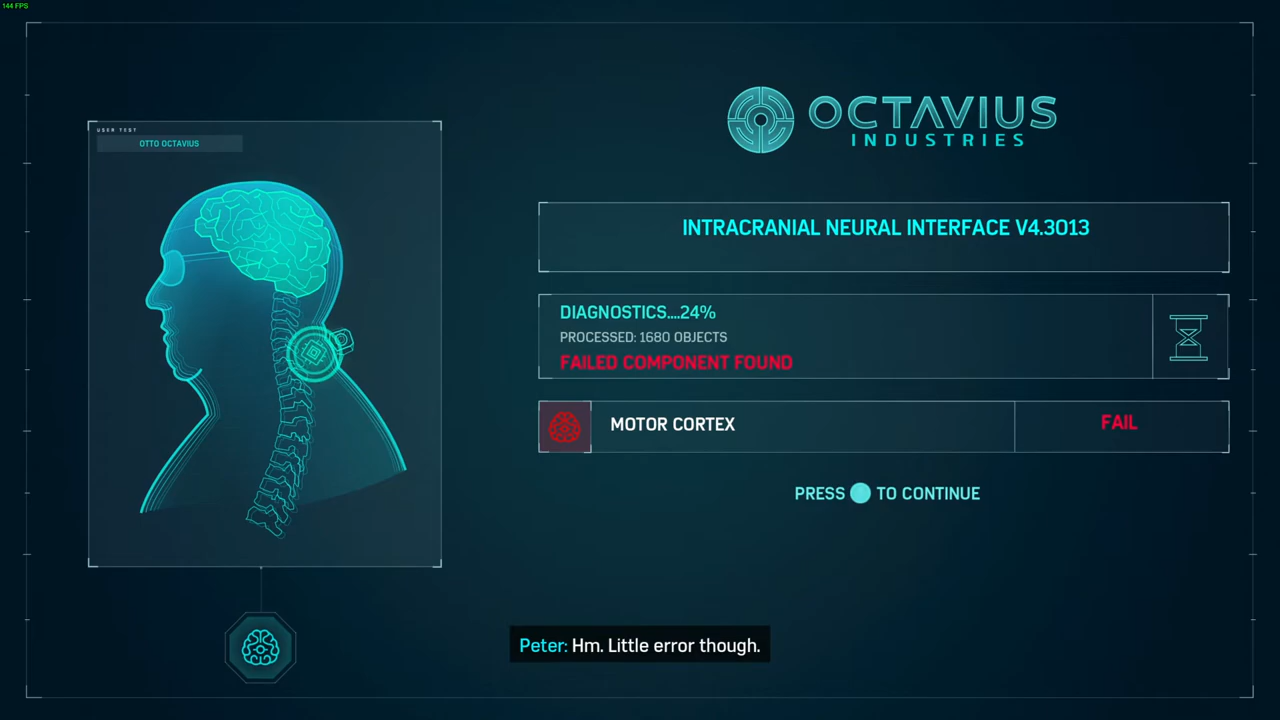 144 FPS
USER TEST
OTTO OCTAVIUS
OCTAVIUS
INDUSTRIES
INTRACRANIAL NEURAL INTERFACE V4.3013
DIAGNOSTICS....24%
PROCESSED: 1680 OBJECTS
FAILED COMPONENT FOUND
MOTOR CORTEX
FAIL
PRESS TO CONTINUE
Peter: Hm. Little error though.